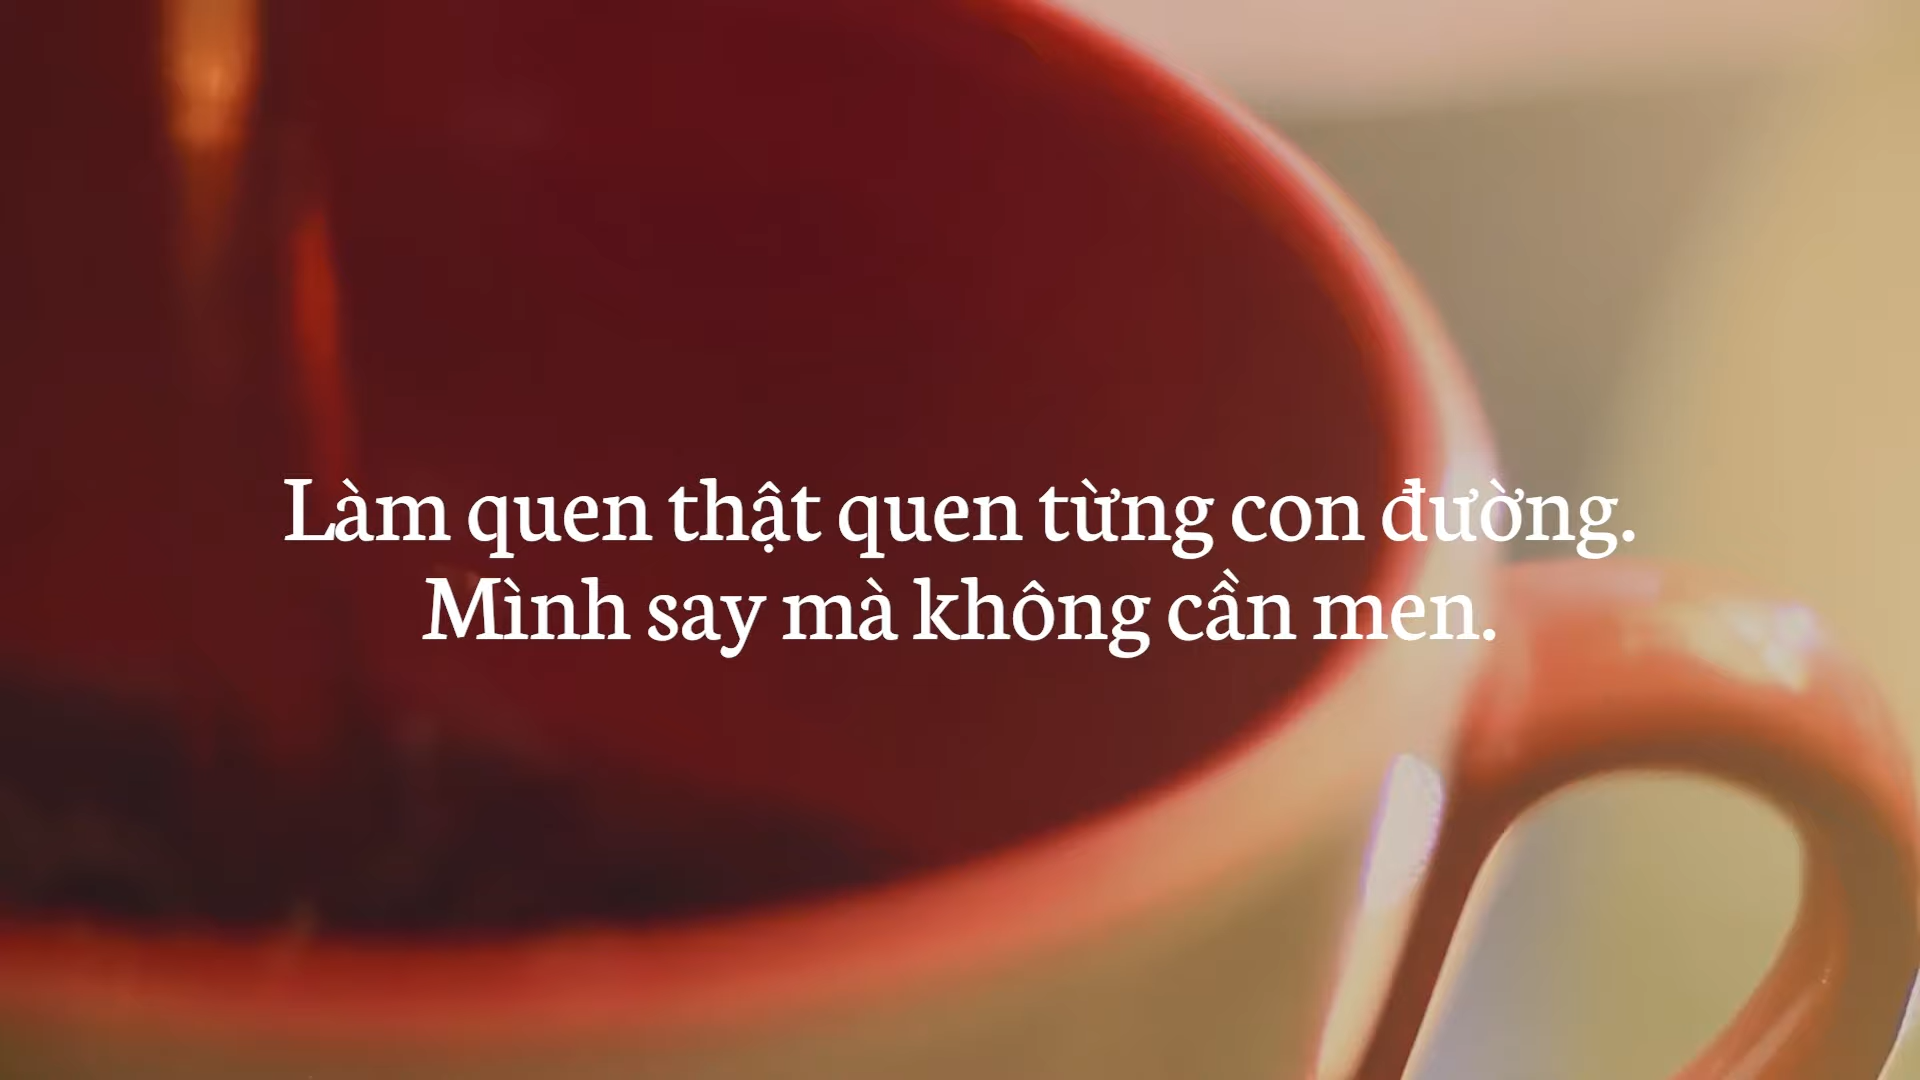 Làm quen thật quen từng con đường.
Mình say mà không cần men.